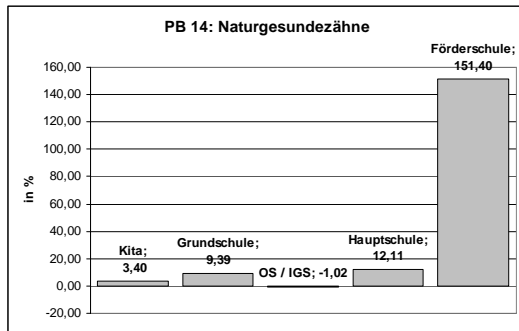 PB 14: Naturgesundezähne
Förderschule;
151,40
160,00
140,00
120,00
100,00
80,00
60,00
40,00
20,00
0,00
-20,00
in %
Kita;
3,40
Grundschule;
9,39
OS / IGS; -1,02
Hauptschule;
12,11